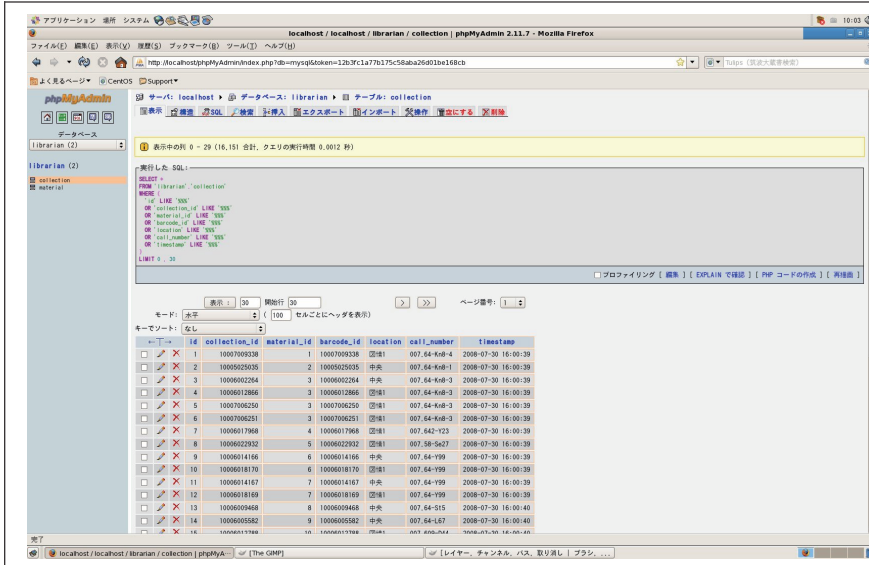 アプリケーション 場所 システム 10:03
localhost / localhost / librarian / collection | phpMyAdmin 2.11.7 - Mozilla Firefox
ファイル(F) 編集(E) 表示(V) 履歴(S) ブックマーク(B) ツール(T) ヘルプ(H)
http://localhost/phpMyAdmin/index.php?db=mysql&token=12b3fc1a77b175c58aba26d01be168cb Tulips (筑波大蔵書検索)
よく見るページ CentOS Support
phpMyAdmin
データベース
librarian (2)
librarian (2)
collection
material
サーバ: localhost ▸ データベース: librarian ▸ テーブル: collection
表示 構造 SQL 検索 挿入 エクスポート インポート 操作 空にする 削除
表示中の列 0 - 29 (16,151 合計, クエリの実行時間 0.0012 秒)
実行した SQL:
SELECT *
FROM `librarian`.`collection`
WHERE (
`id` LIKE '%%%'
OR `collection_id` LIKE '%%%'
OR `material_id` LIKE '%%%'
OR `barcode_id` LIKE '%%%'
OR `location` LIKE '%%%'
OR `call_number` LIKE '%%%'
OR `timestamp` LIKE '%%%'
)
LIMIT 0 , 30
プロファイリング [ 編集 ] [ EXPLAIN で確認 ] [ PHP コードの作成 ] [ 再描画 ]
表示 : 30 開始行 30 > >> ページ番号: 1
モード: 水平 ( 100 セルごとにヘッダを表示)
キーでソート: なし
←T→ id collection_id material_id barcode_id location call_number timestamp
1 10007009338 1 10007009338 図情1 007.64-Kn8-4 2008-07-30 16:00:39
2 10005025035 2 10005025035 中央 007.64-Kn8-1 2008-07-30 16:00:39
3 10006002264 3 10006002264 中央 007.64-Kn8-3 2008-07-30 16:00:39
4 10006012866 3 10006012866 図情1 007.64-Kn8-3 2008-07-30 16:00:39
5 10007006250 3 10007006250 図情1 007.64-Kn8-3 2008-07-30 16:00:39
6 10007006251 3 10007006251 図情1 007.64-Kn8-3 2008-07-30 16:00:39
7 10006017968 4 10006017968 図情1 007.642-Y23 2008-07-30 16:00:39
8 10006022932 5 10006022932 図情1 007.58-Se27 2008-07-30 16:00:39
9 10006014166 6 10006014166 中央 007.64-Y99 2008-07-30 16:00:39
10 10006018170 6 10006018170 図情1 007.64-Y99 2008-07-30 16:00:39
11 10006014167 7 10006014167 中央 007.64-Y99 2008-07-30 16:00:39
12 10006018169 7 10006018169 図情1 007.64-Y99 2008-07-30 16:00:39
13 10006009468 8 10006009468 中央 007.64-S15 2008-07-30 16:00:40
14 10006005582 9 10006005582 中央 007.64-L67 2008-07-30 16:00:40
完了
localhost / localhost / librarian / collection | phpMyA... [The GIMP] [レイヤー, チャンネル, パス, 取り消し | ブラシ, ...]